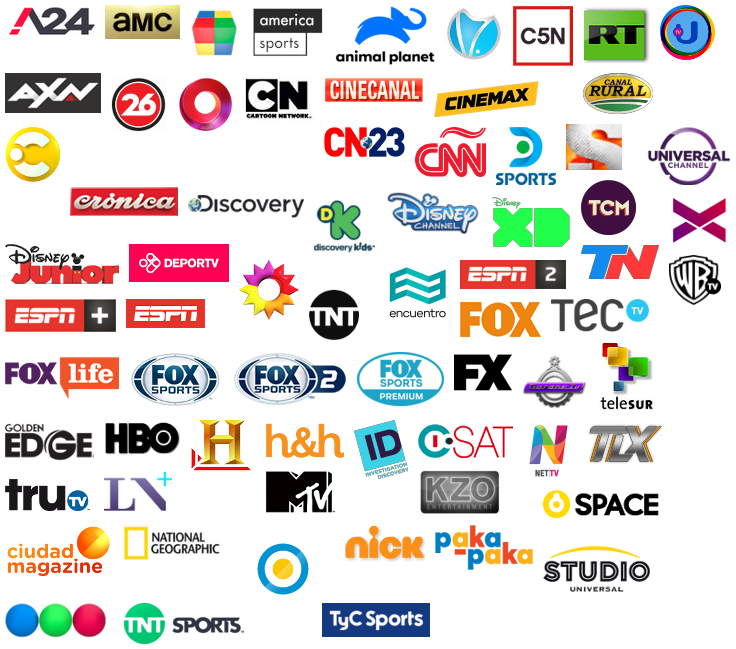 A24
aMC
america
sports
animal planet
C5N
RT
TV
U
AXN
26
CN
CARTOON NETWORK
CINECANAL
CINEMAX
CANAL
RURAL
CN23
CÑN
SPORTS
UNIVERSAL
CHANNEL
crònica
Discovery
DK
discovery kids
Disney
CHANNEL
Disney
XD
TCM
Disney
Junior
DEPORTV
TNT
encuentro
ESPN 2
TN
WB TV
ESPN +
ESPN
FOX
TEC TV
FOX life
FOX
SPORTS
FOX
SPORTS 2
FOX
SPORTS
PREMIUM
FX
teleSUR
GOLDEN
EDGE
HBO
H
h&h
ID
INVESTIGATION
DISCOVERY
C·SAT
N
NET|TV
TLX
truTV
LN+
MTV
KZO
ENTERTAINMENT
SPACE
ciudad
magazine
NATIONAL
GEOGRAPHIC
nick
paka
-paka
STUDIO
UNIVERSAL
TNT SPORTS
TyC Sports